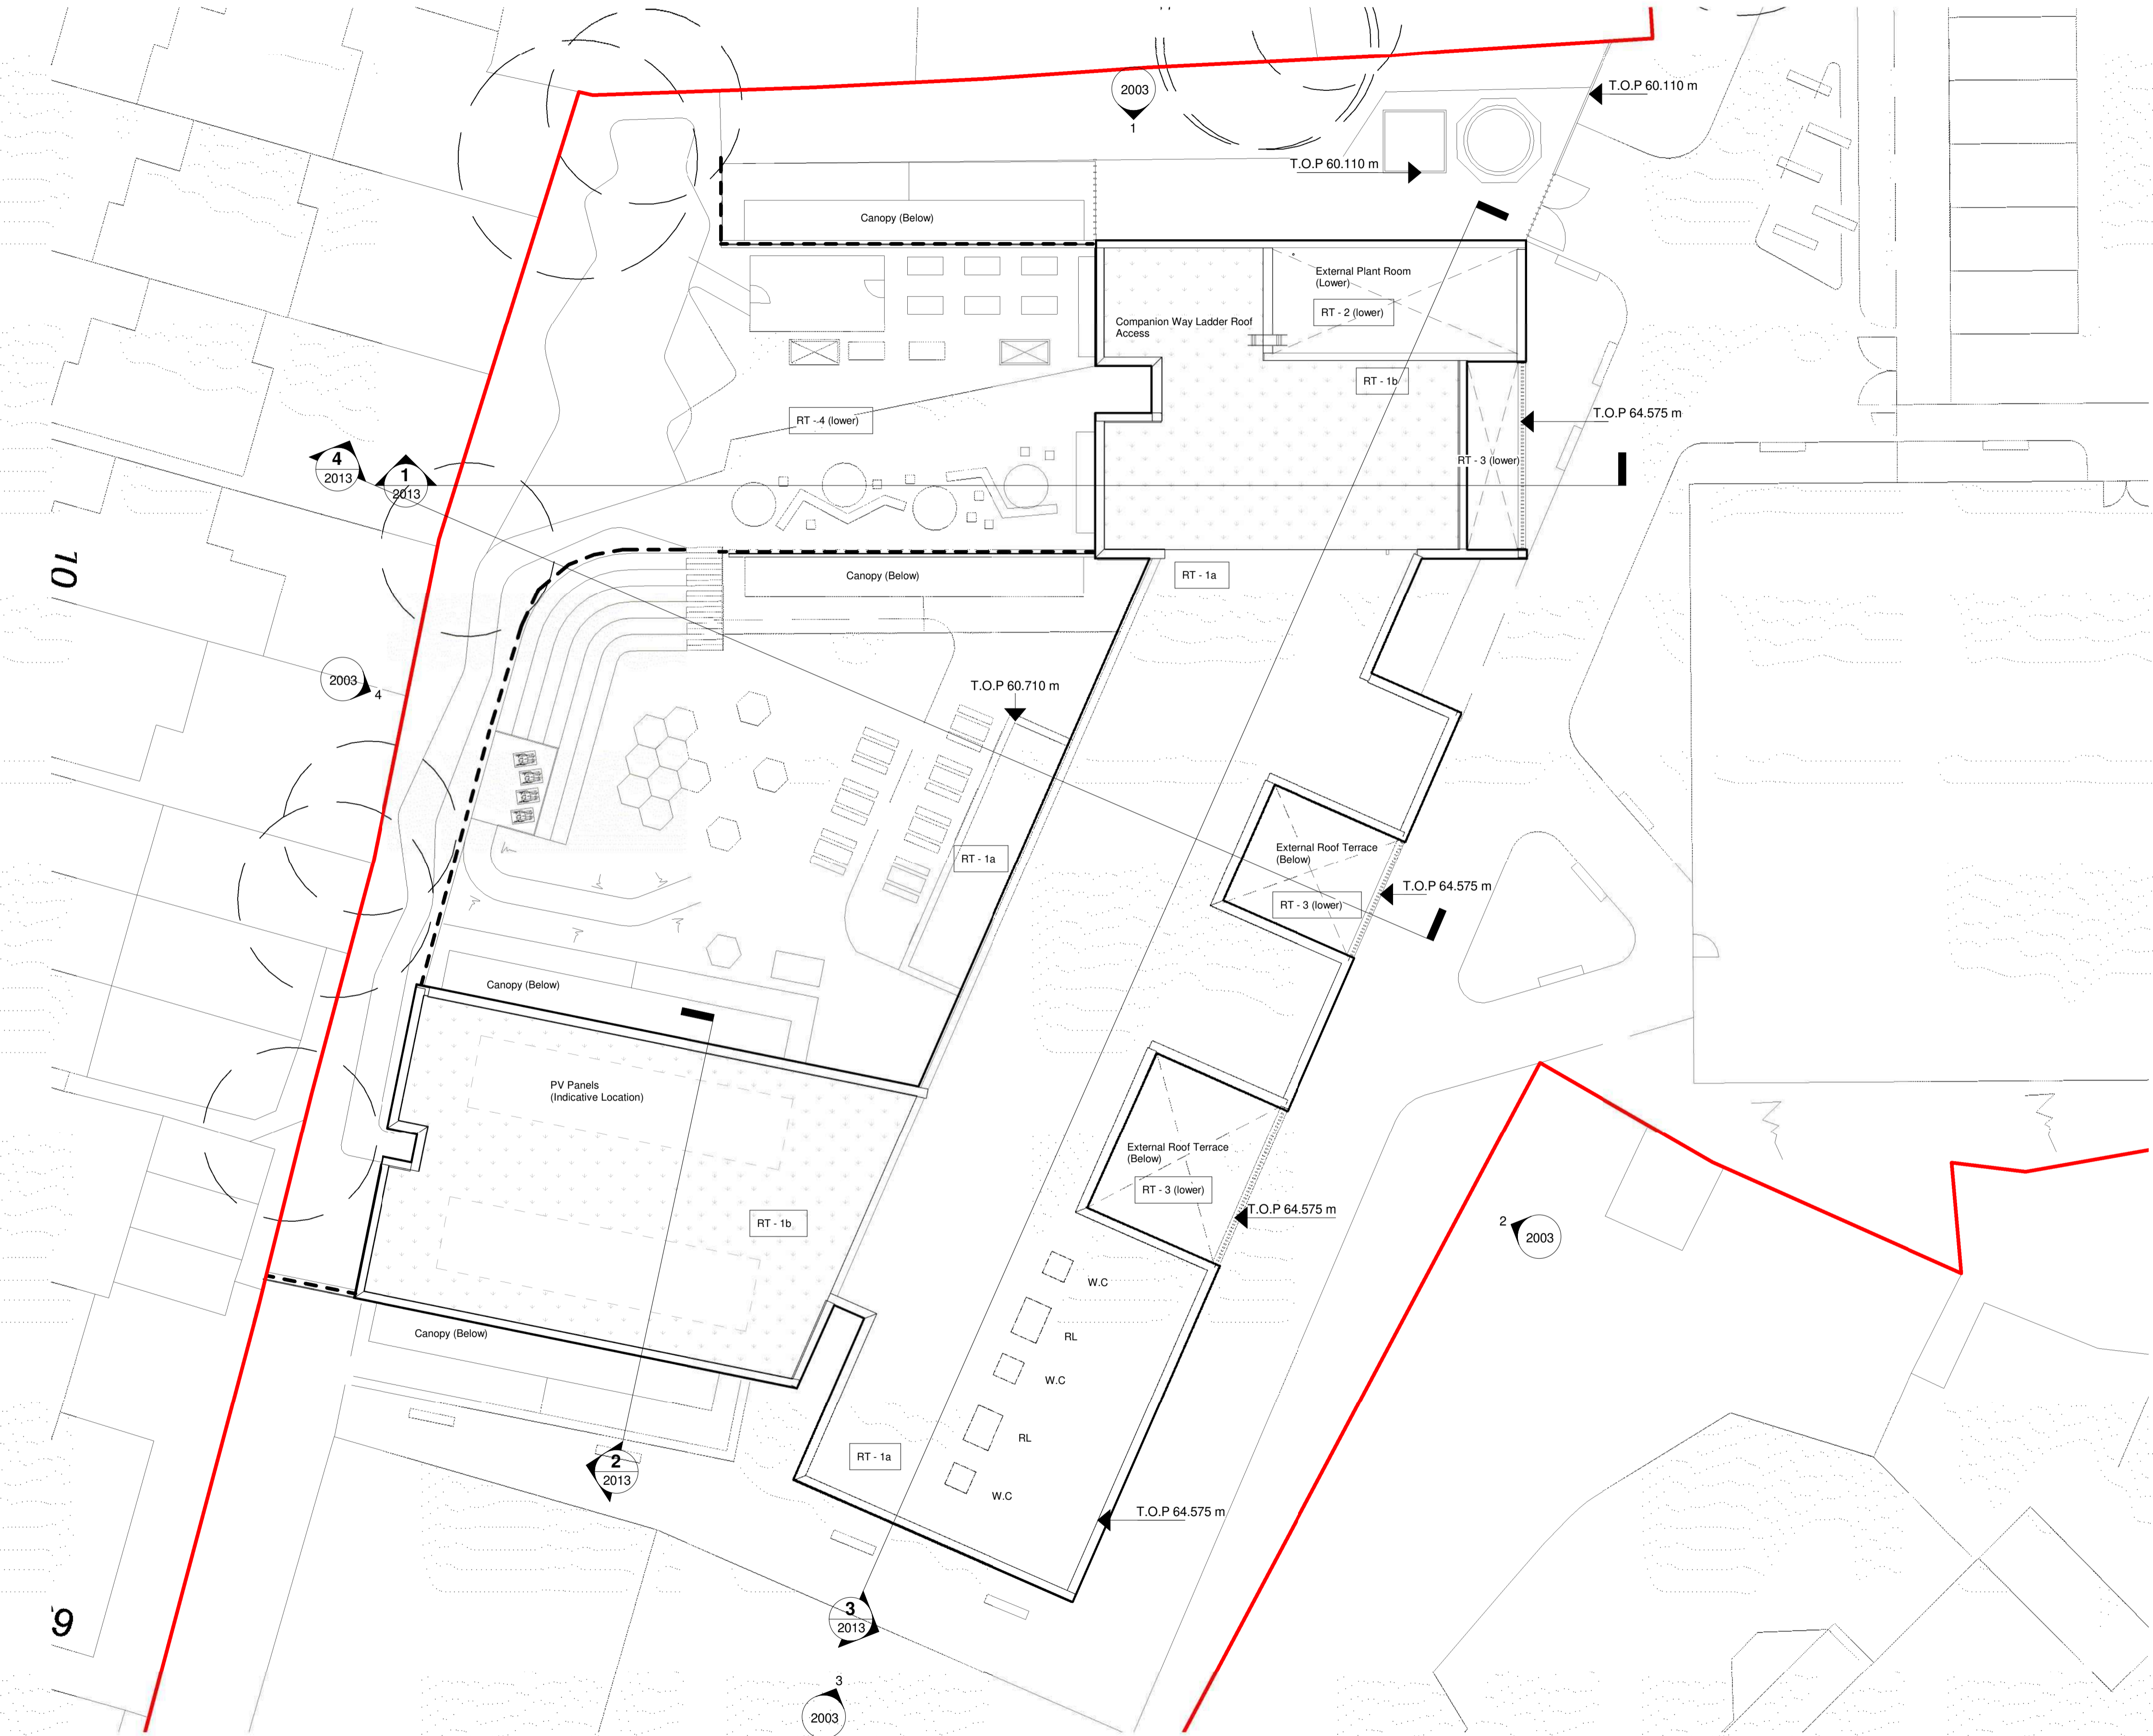 T.O.P 60.110 m
2003
1
T.O.P 60.110 m
Canopy (Below)
External Plant Room
(Lower)
RT - 2 (lower)
Companion Way Ladder Roof
Access
RT - 1b
RT - 4 (lower)
T.O.P 64.575 m
4
2013
1
2013
RT - 3 (lower)
10
Canopy (Below)
RT - 1a
2003
4
T.O.P 60.710 m
RT - 1a
External Roof Terrace
(Below)
RT - 3 (lower)
T.O.P 64.575 m
Canopy (Below)
PV Panels
(Indicative Location)
External Roof Terrace
(Below)
RT - 3 (lower)
T.O.P 64.575 m
RT - 1b
2
2003
W.C
RL
Canopy (Below)
W.C
RL
RT - 1a
2
2013
W.C
T.O.P 64.575 m
3
2013
9
3
2003